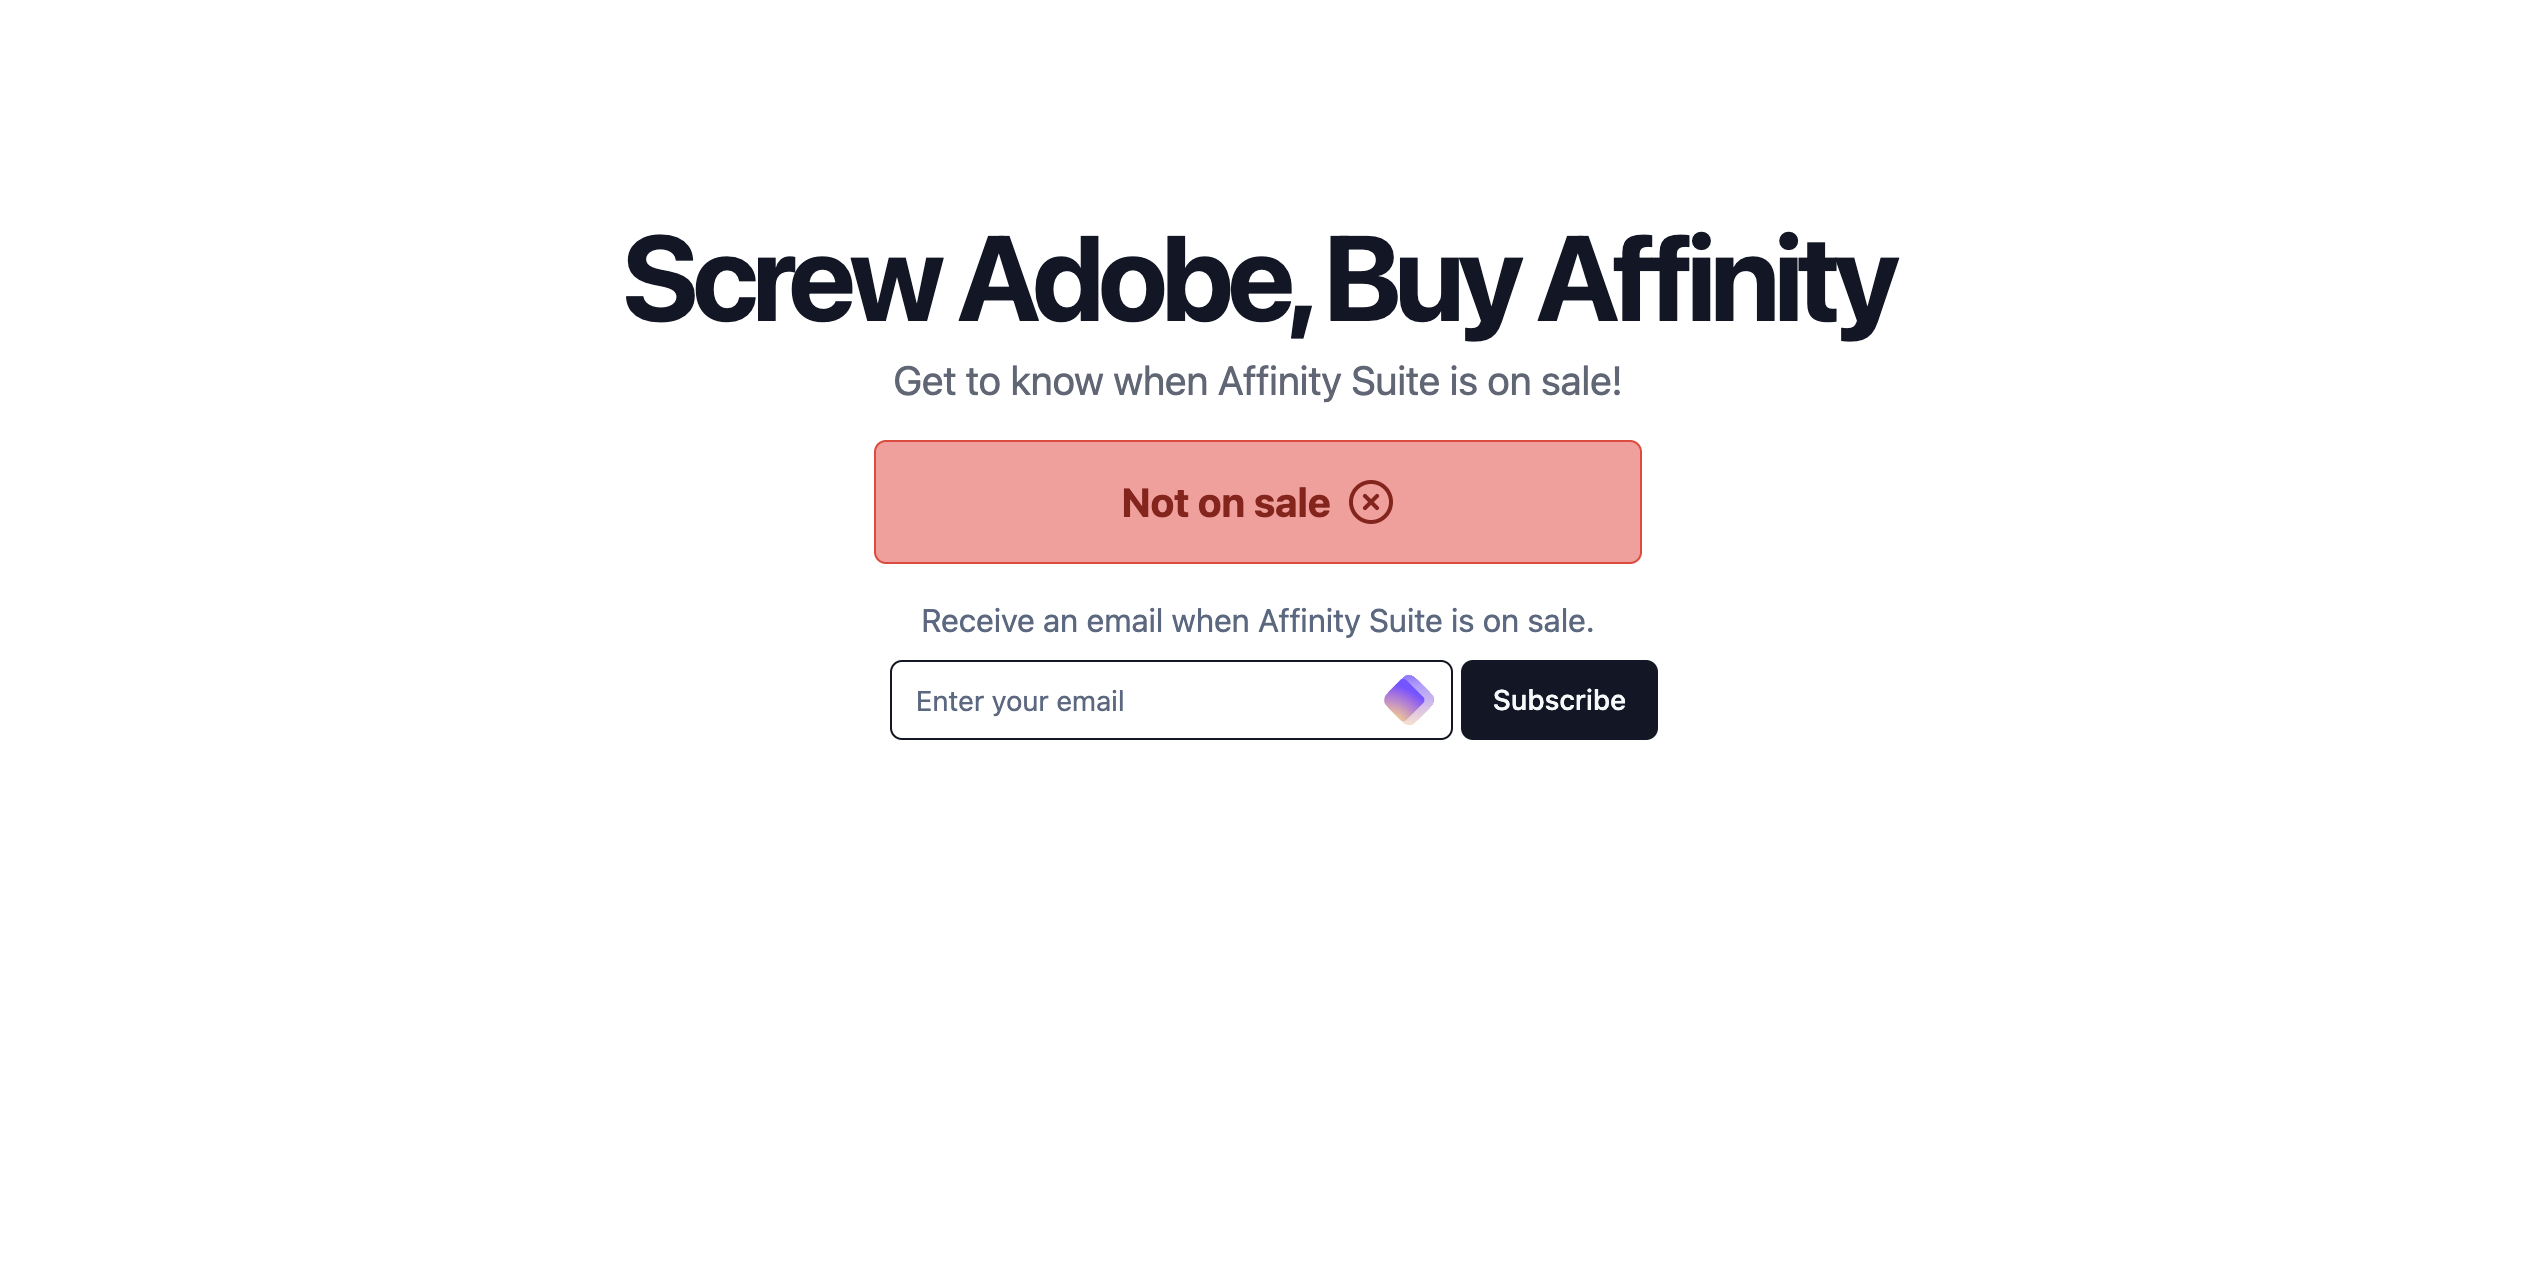 Screw Adobe, Buy Affinity
Get to know when Affinity Suite is on sale!
Not on sale
Receive an email when Affinity Suite is on sale.
Enter your email
Subscribe